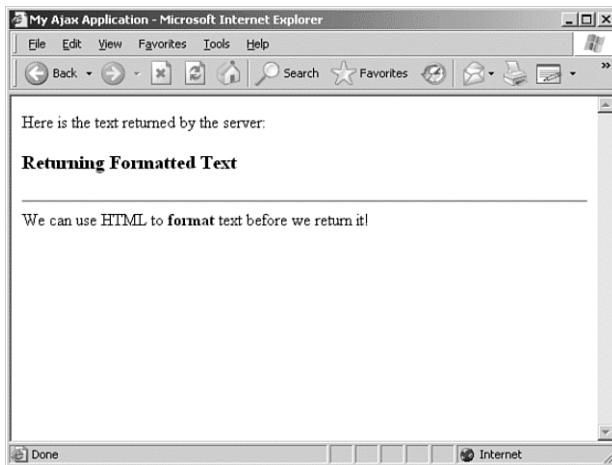 My Ajax Application - Microsoft Internet Explorer
File Edit View Favorites Tools Help
Back Search Favorites
Here is the text returned by the server:
Returning Formatted Text
We can use HTML to format text before we return it!
Done Internet